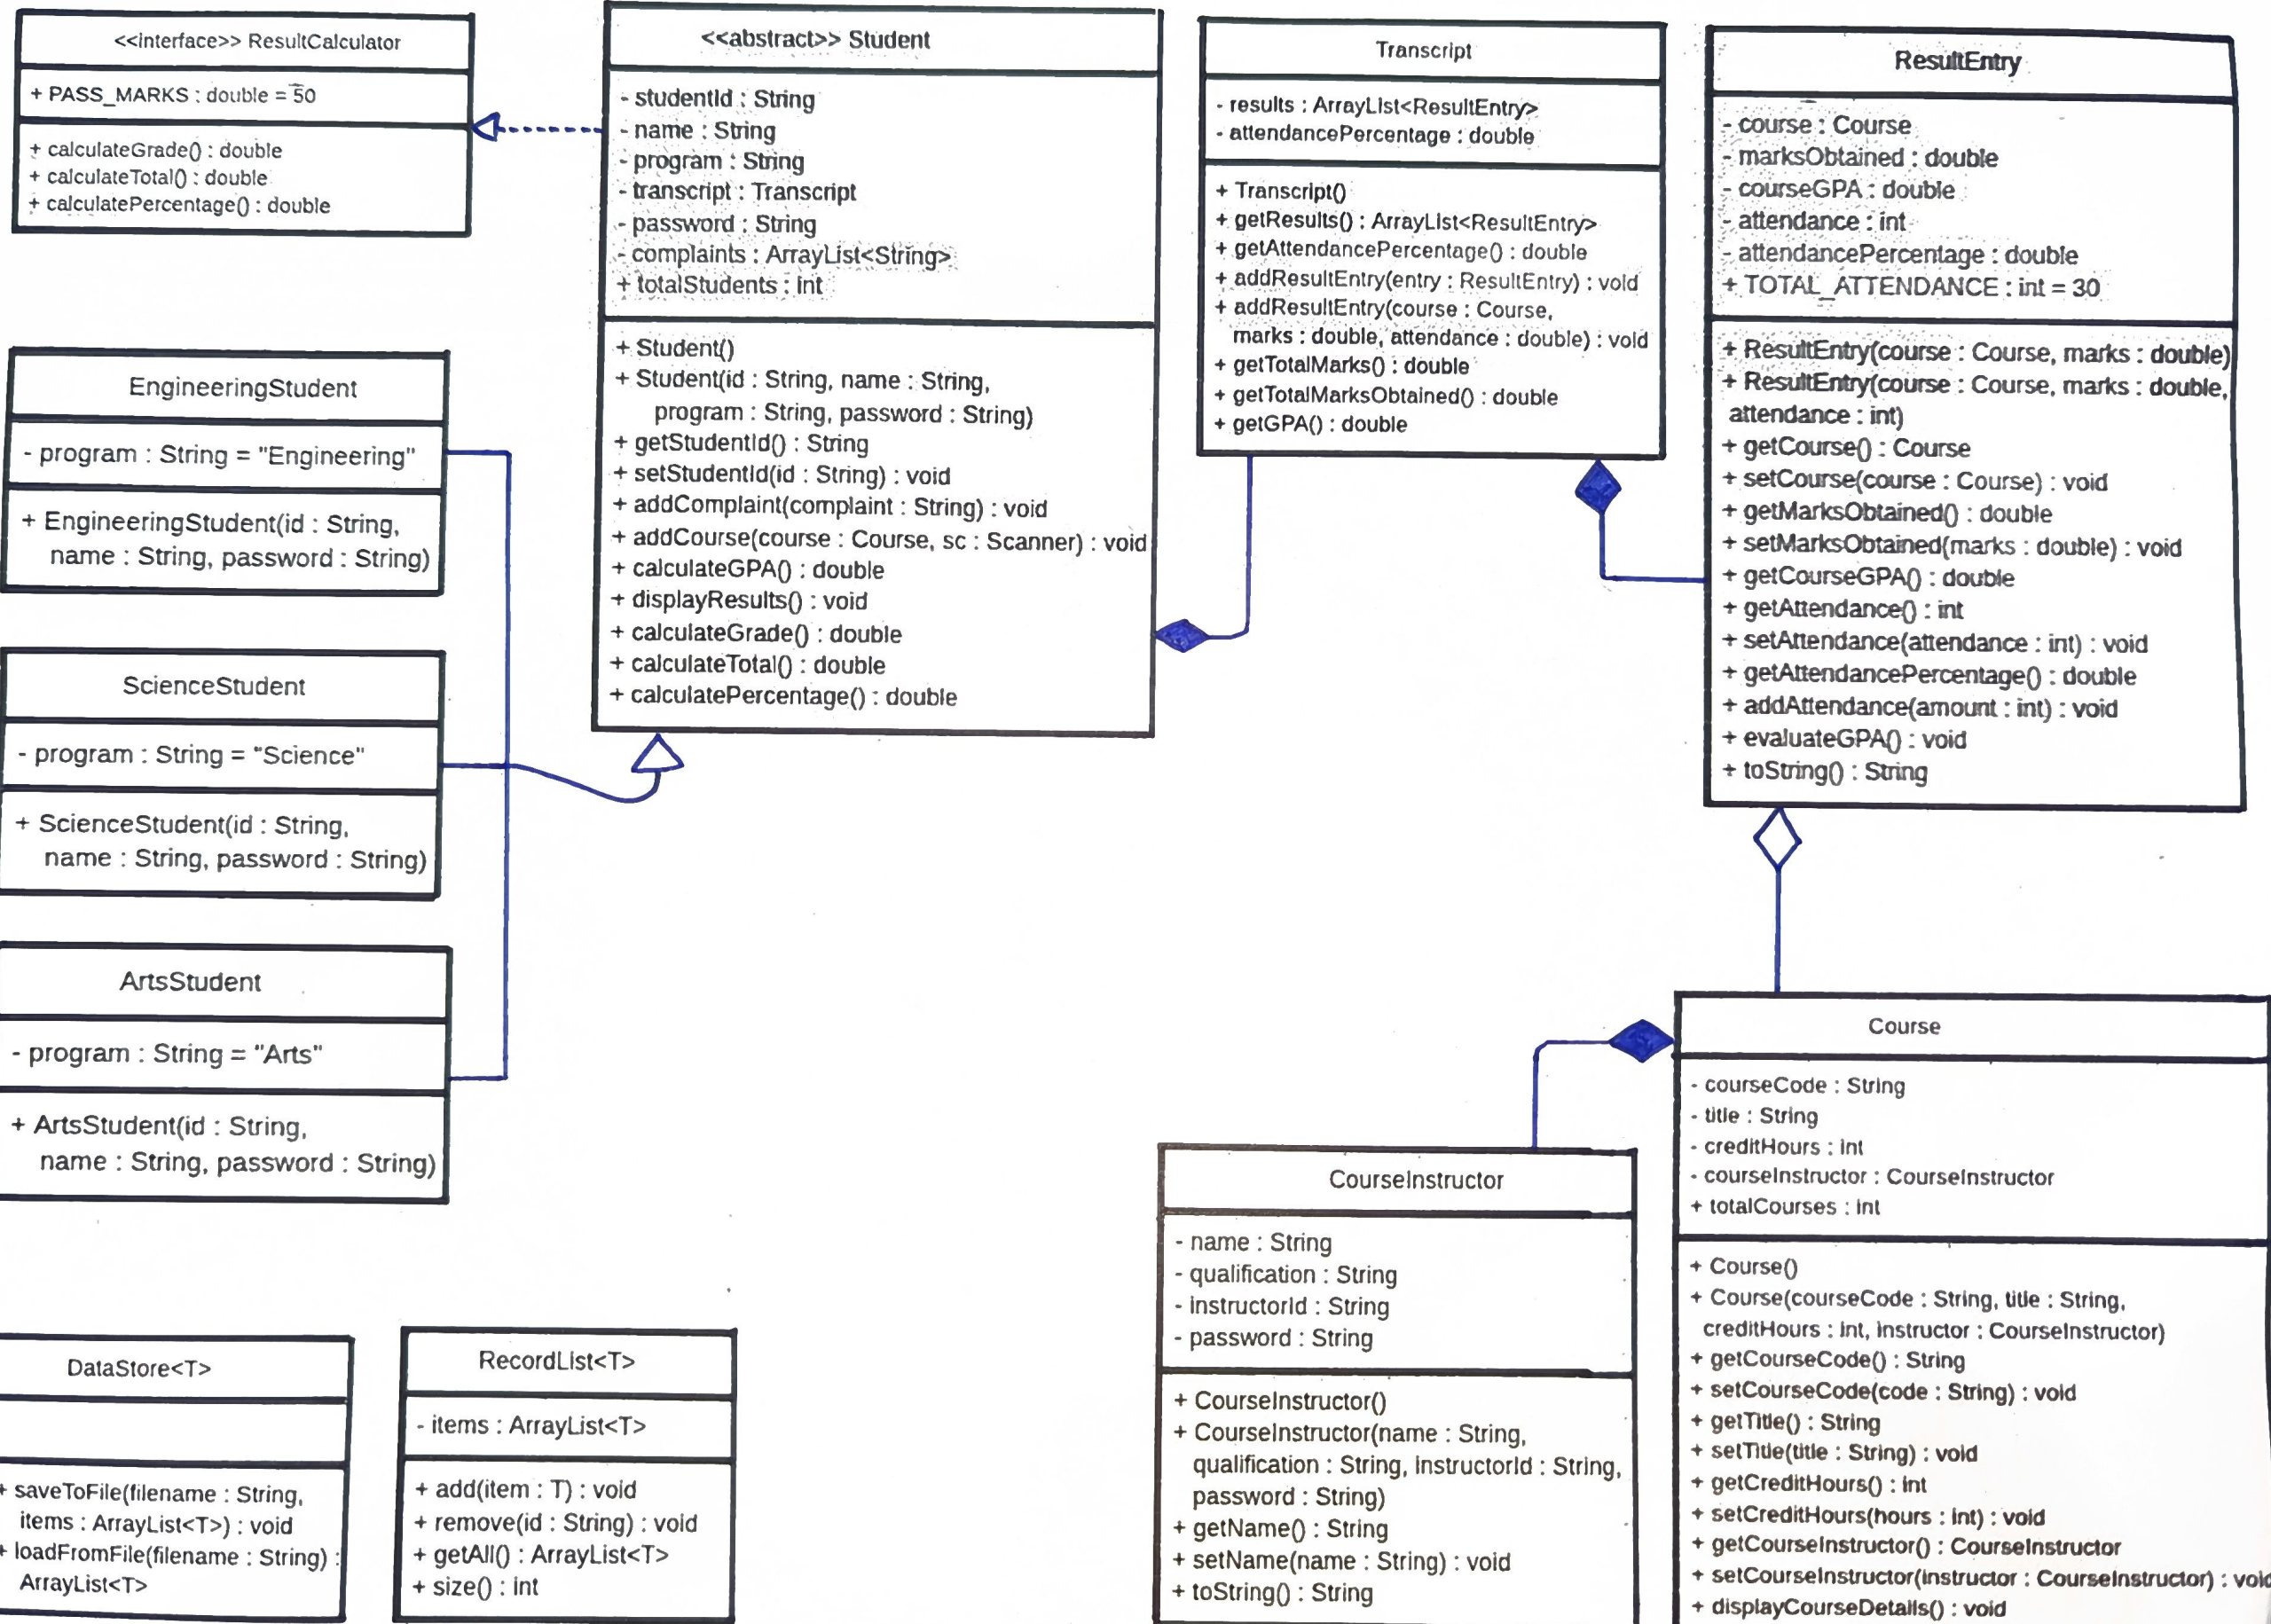 <<interface>> ResultCalculator
+ PASS_MARKS : double = 50
+ calculateGrade() : double
+ calculateTotal() : double
+ calculatePercentage() : double
<<abstract>> Student
- studentId : String
- name : String
- program : String
- transcript : Transcript
- password : String
- complaints : ArrayList<String>
+ totalStudents : int
+ Student()
+ Student(id : String, name : String,
program : String, password : String)
+ getStudentId() : String
+ setStudentId(id : String) : void
+ addComplaint(complaint : String) : void
+ addCourse(course : Course, sc : Scanner) : void
+ calculateGPA() : double
+ displayResults() : void
+ calculateGrade() : double
+ calculateTotal() : double
+ calculatePercentage() : double
Transcript
- results : ArrayList<ResultEntry>
- attendancePercentage : double
+ Transcript()
+ getResults() : ArrayList<ResultEntry>
+ getAttendancePercentage() : double
+ addResultEntry(entry : ResultEntry) : void
+ addResultEntry(course : Course,
marks : double, attendance : double) : void
+ getTotalMarks() : double
+ getTotalMarksObtained() : double
+ getGPA() : double
ResultEntry
- course : Course
- marksObtained : double
- courseGPA : double
- attendance : int
- attendancePercentage : double
+ TOTAL_ATTENDANCE : int = 30
+ ResultEntry(course : Course, marks : double)
+ ResultEntry(course : Course, marks : double,
attendance : int)
+ getCourse() : Course
+ setCourse(course : Course) : void
+ getMarksObtained() : double
+ setMarksObtained(marks : double) : void
+ getCourseGPA() : double
+ getAttendance() : int
+ setAttendance(attendance : int) : void
+ getAttendancePercentage() : double
+ addAttendance(amount : int) : void
+ evaluateGPA() : void
+ toString() : String
EngineeringStudent
- program : String = "Engineering"
+ EngineeringStudent(id : String,
name : String, password : String)
ScienceStudent
- program : String = "Science"
+ ScienceStudent(id : String,
name : String, password : String)
ArtsStudent
- program : String = "Arts"
+ ArtsStudent(id : String,
name : String, password : String)
DataStore<T>
+ saveToFile(filename : String,
items : ArrayList<T>) : void
+ loadFromFile(filename : String) :
ArrayList<T>
RecordList<T>
- items : ArrayList<T>
+ add(item : T) : void
+ remove(id : String) : void
+ getAll() : ArrayList<T>
+ size() : int
CourseInstructor
- name : String
- qualification : String
- instructorId : String
- password : String
+ CourseInstructor()
+ CourseInstructor(name : String,
qualification : String, instructorId : String,
password : String)
+ getName() : String
+ setName(name : String) : void
+ toString() : String
Course
- courseCode : String
- title : String
- creditHours : int
- courseInstructor : CourseInstructor
+ totalCourses : int
+ Course()
+ Course(courseCode : String, title : String,
creditHours : int, instructor : CourseInstructor)
+ getCourseCode() : String
+ setCourseCode(code : String) : void
+ getTitle() : String
+ setTitle(title : String) : void
+ getCreditHours() : int
+ setCreditHours(hours : int) : void
+ getCourseInstructor() : CourseInstructor
+ setCourseInstructor(instructor : CourseInstructor) : void
+ displayCourseDetails() : void